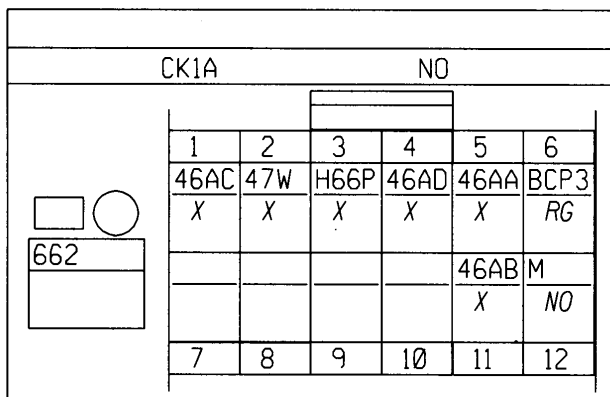 CK1A NO
1 2 3 4 5 6
46AC 47W H66P 46AD 46AA BCP3
X X X X X RG
662
46AB M
X NO
7 8 9 10 11 12